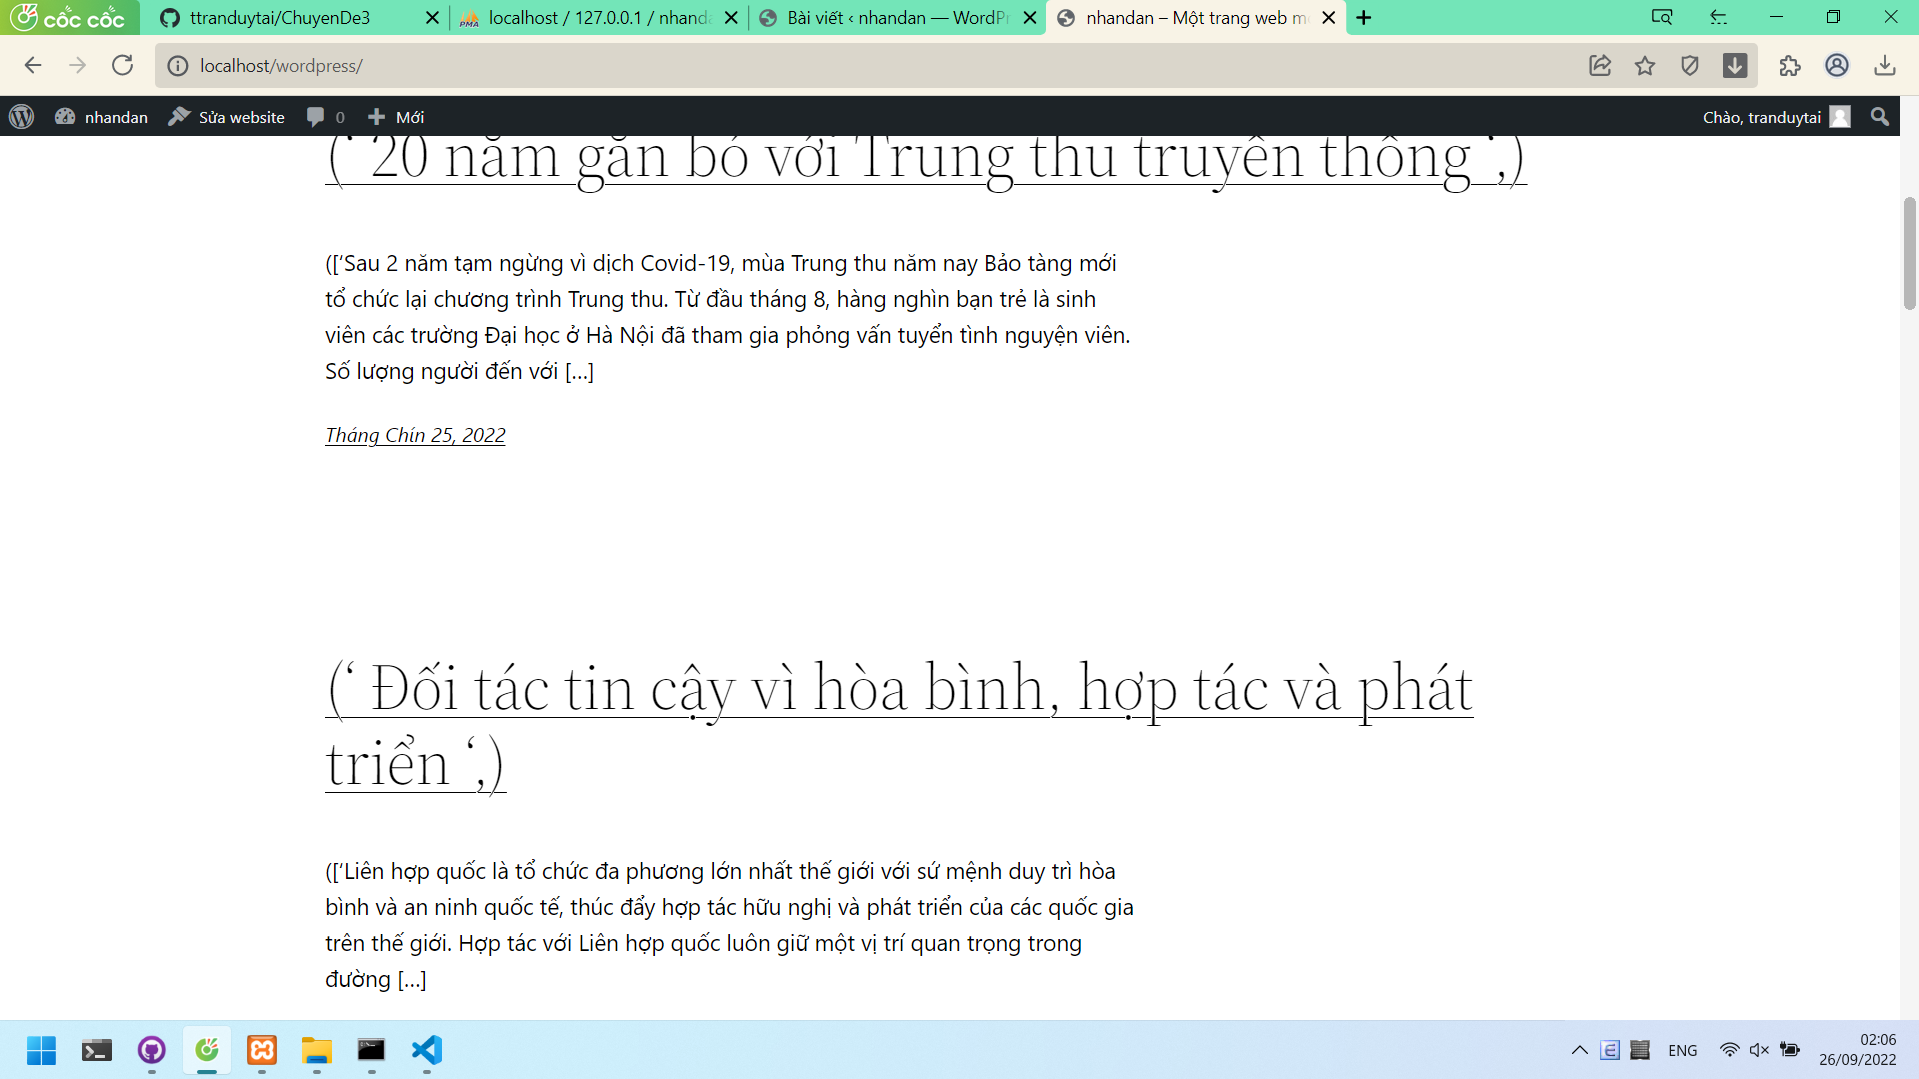 cốc cốc
ttranduytai/ChuyenDe3
localhost / 127.0.0.1 / nhanda
Bài viết ‹ nhandan — WordPr
nhandan – Một trang web m
localhost/wordpress/
nhandan
Sửa website
0
Mới
Chào, tranduytai
(‘ 20 năm gắn bó với Trung thu truyền thống ‘,)
([‘Sau 2 năm tạm ngừng vì dịch Covid-19, mùa Trung thu năm nay Bảo tàng mới
tổ chức lại chương trình Trung thu. Từ đầu tháng 8, hàng nghìn bạn trẻ là sinh
viên các trường Đại học ở Hà Nội đã tham gia phỏng vấn tuyển tình nguyện viên.
Số lượng người đến với […]
Tháng Chín 25, 2022
(‘ Đối tác tin cậy vì hòa bình, hợp tác và phát
triển ‘,)
([‘Liên hợp quốc là tổ chức đa phương lớn nhất thế giới với sứ mệnh duy trì hòa
bình và an ninh quốc tế, thúc đẩy hợp tác hữu nghị và phát triển của các quốc gia
trên thế giới. Hợp tác với Liên hợp quốc luôn giữ một vị trí quan trọng trong
đường […]
ENG
02:06
26/09/2022